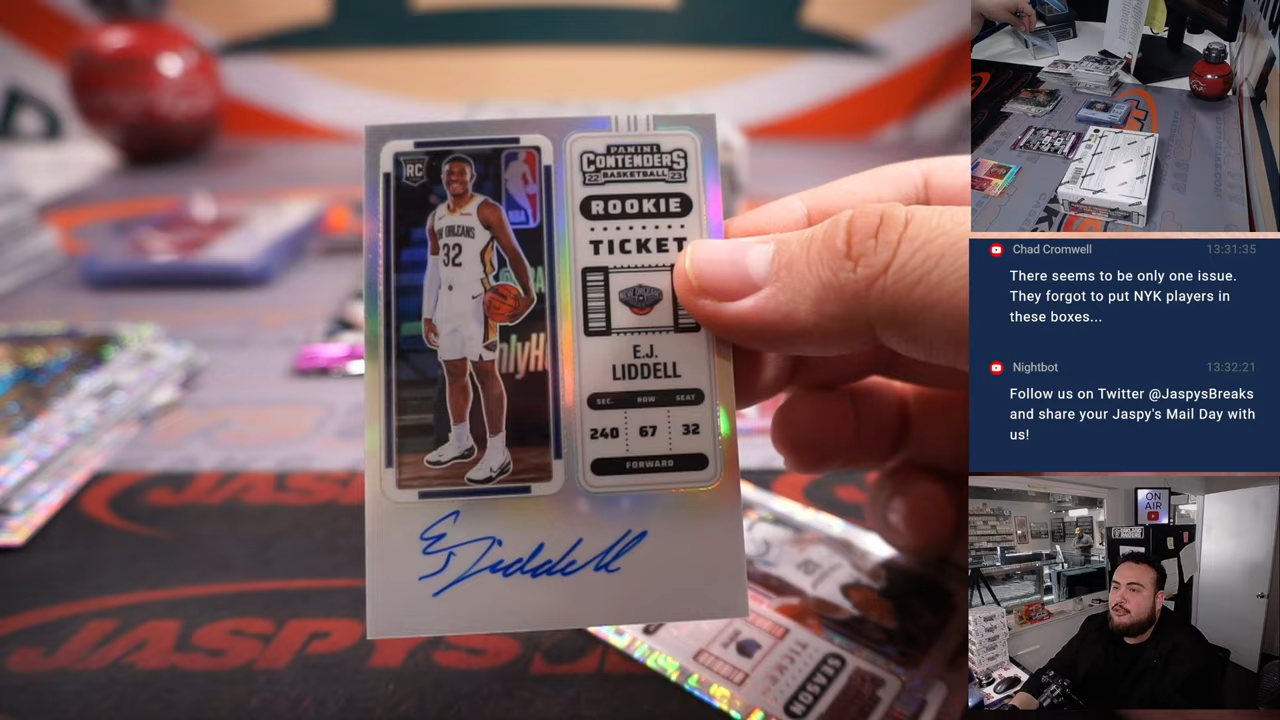 RC
NBA
NEW ORLEANS
32
PANINI
CONTENDERS
22 BASKETBALL 23
ROOKIE
TICKET
NEW ORLEANS
E.J.
LIDDELL
SEC. ROW SEAT
240 67 32
FORWARD
EJ Liddell
JASPYS
SEASON
TICKET
Chad Cromwell 13:31:35
There seems to be only one issue.
They forgot to put NYK players in
these boxes...
Nightbot 13:32:21
Follow us on Twitter @JaspysBreaks
and share your Jaspy's Mail Day with
us!
ON
AIR